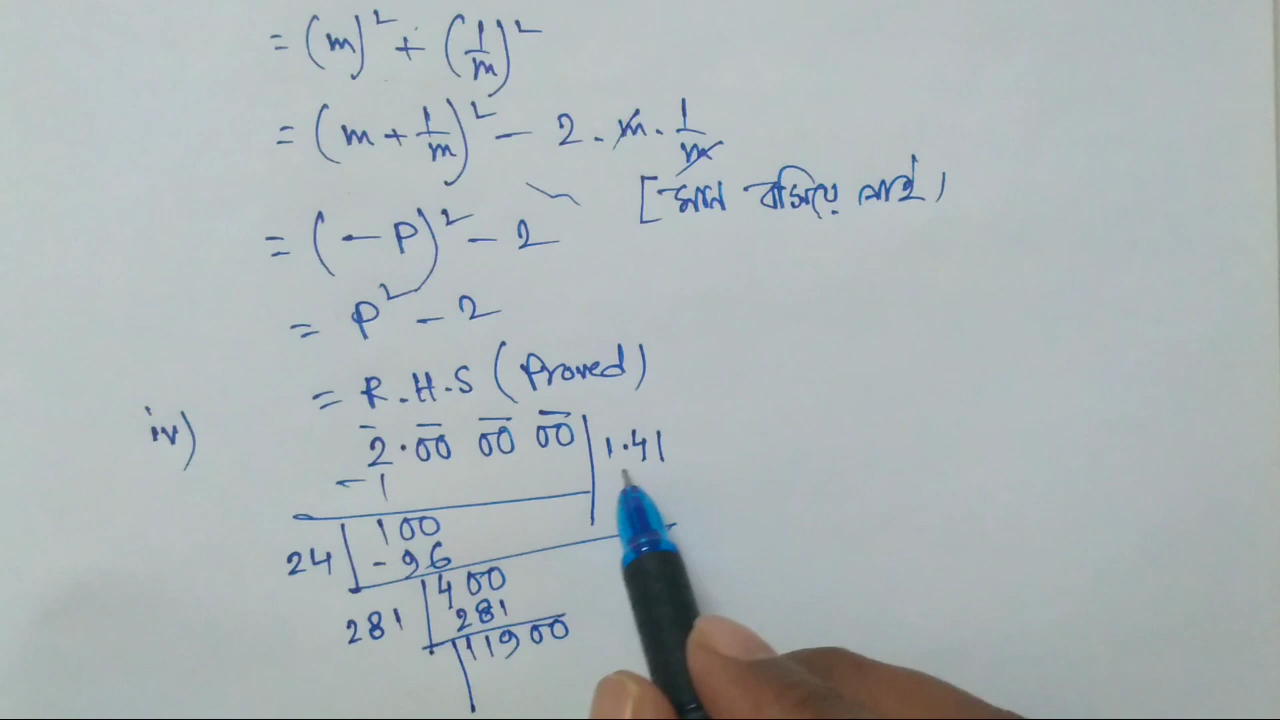 = (m)² + (1/m)²
= (m + 1/m)² - 2 . m . 1/m
= (-P)² - 2 [মান বসিয়ে পাই।
= P² - 2
= R.H.S (Proved)
iv) 2.00 00 00 | 1.41
- 1
24 | 100
- 96
281 | 400
281
11900